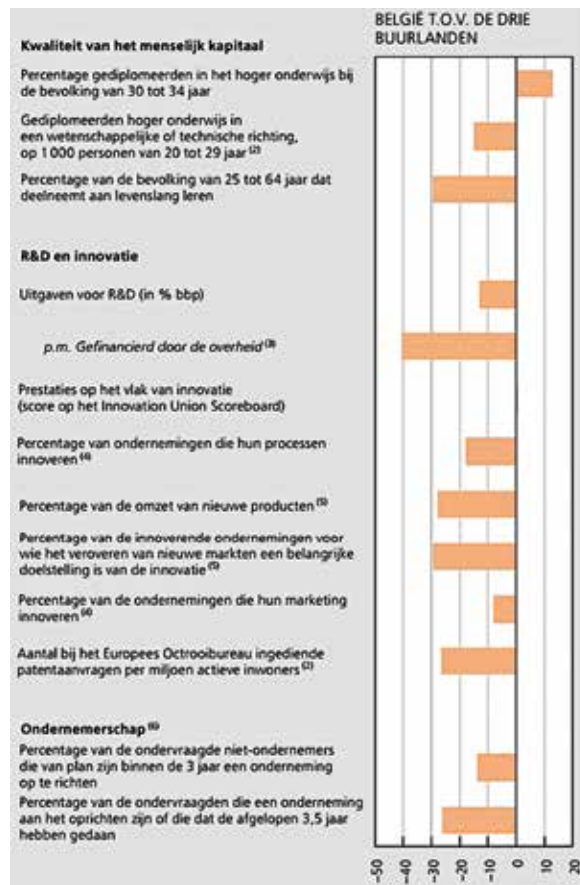 BELGIË T.O.V. DE DRIE
BUURLANDEN
Kwaliteit van het menselijk kapitaal
Percentage gediplomeerden in het hoger onderwijs bij
de bevolking van 30 tot 34 jaar
Gediplomeerden hoger onderwijs in
een wetenschappelijke of technische richting,
op 1 000 personen van 20 tot 29 jaar (2)
Percentage van de bevolking van 25 tot 64 jaar dat
deelneemt aan levenslang leren
R&D en innovatie
Uitgaven voor R&D (in % bbp)
p.m. Gefinancierd door de overheid (3)
Prestaties op het vlak van innovatie
(score op het Innovation Union Scoreboard)
Percentage van ondernemingen die hun processen
innoveren (4)
Percentage van de omzet van nieuwe producten (5)
Percentage van de innoverende ondernemingen voor
wie het veroveren van nieuwe markten een belangrijke
doelstelling is van de innovatie (5)
Percentage van de ondernemingen die hun marketing
innoveren (4)
Aantal bij het Europees Octrooibureau ingediende
patentaanvragen per miljoen actieve inwoners (2)
Ondernemerschap (6)
Percentage van de ondervraagde niet-ondernemers
die van plan zijn binnen de 3 jaar een onderneming
op te richten
Percentage van de ondervraagden die een onderneming
aan het oprichten zijn of die dat de afgelopen 3,5 jaar
hebben gedaan
-50 -40 -30 -20 -10 0 10 20